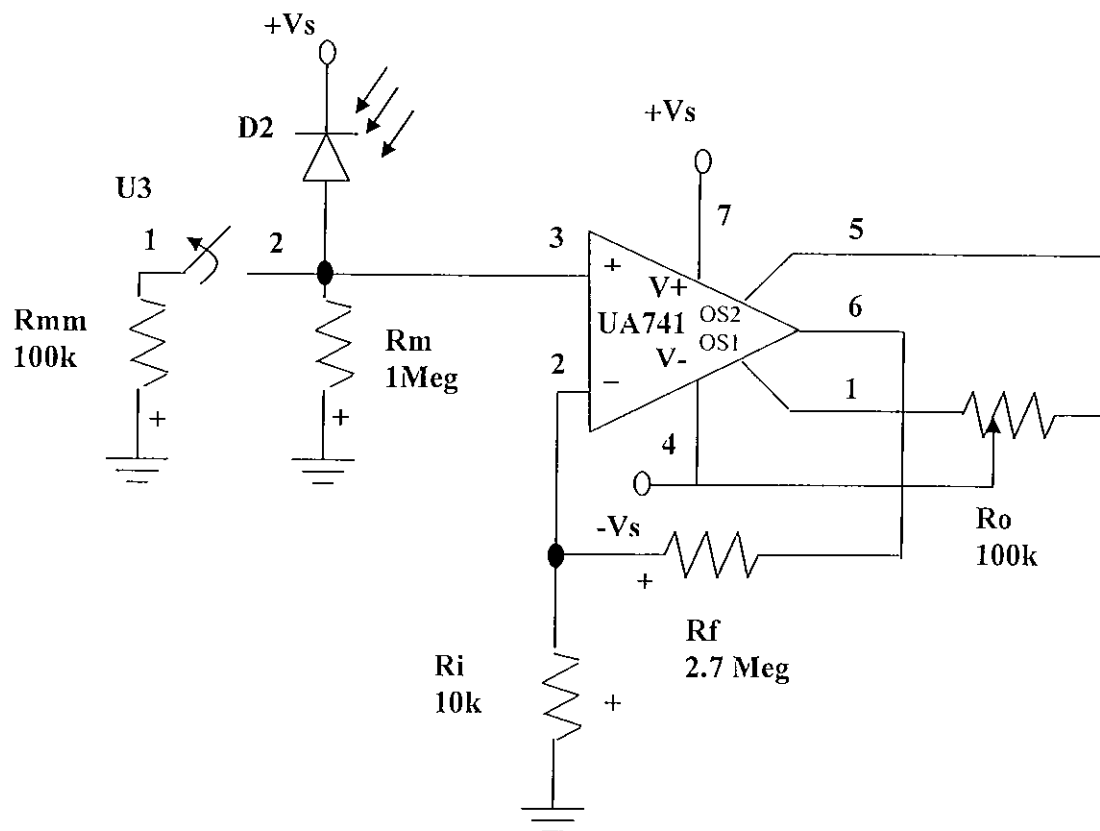 +Vs
D2
+Vs
U3
7
1
2
3
5
+
V+
OS2
6
Rmm
100k
UA741
OS1
Rm
1Meg
V-
2
−
1
+
+
4
-Vs
Ro
100k
+
Rf
2.7 Meg
Ri
10k
+